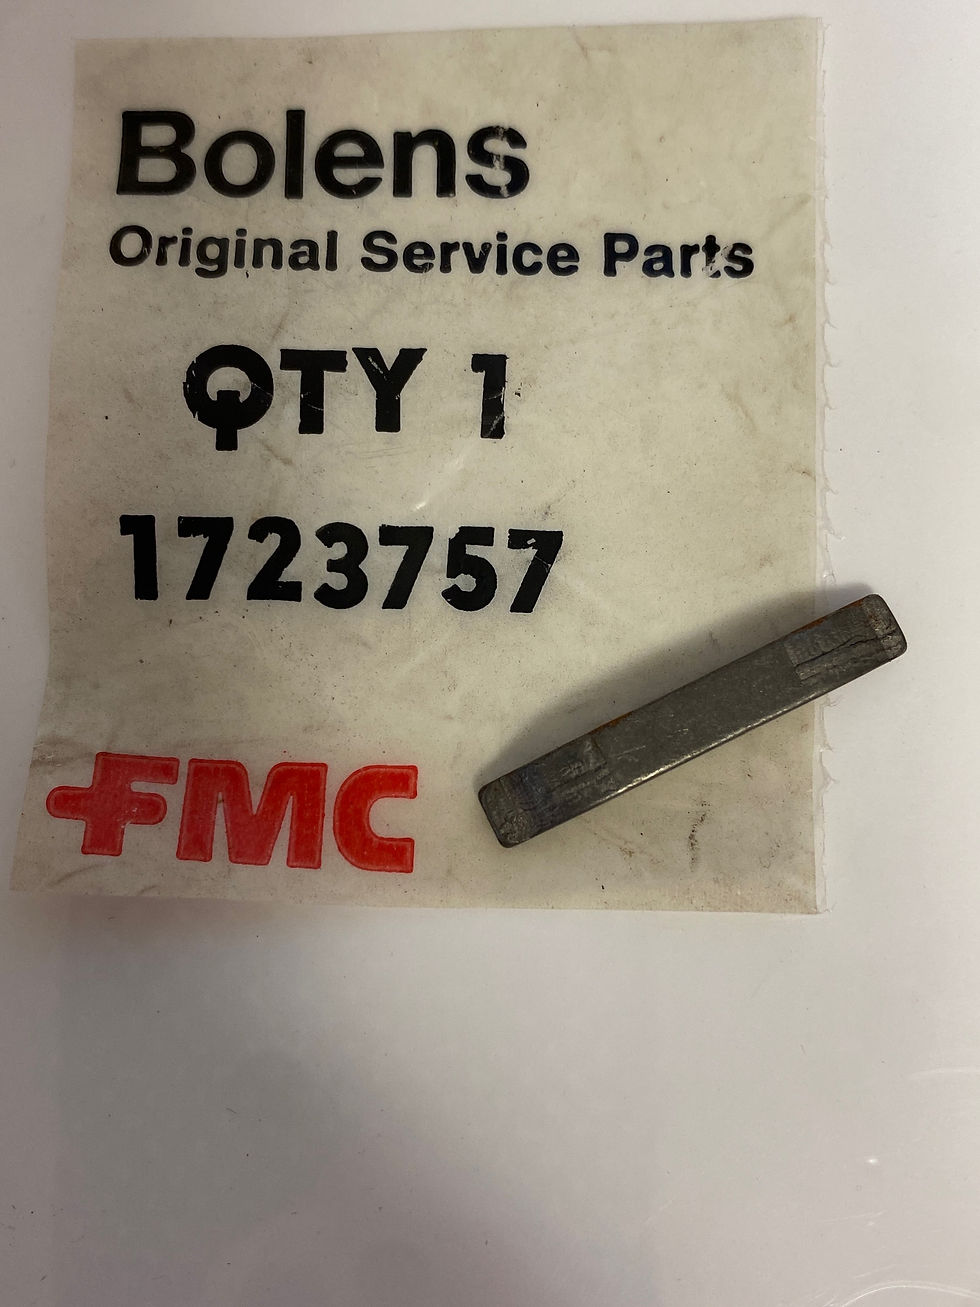 Bolens
Original Service Parts
QTY 1
1723757
FMC